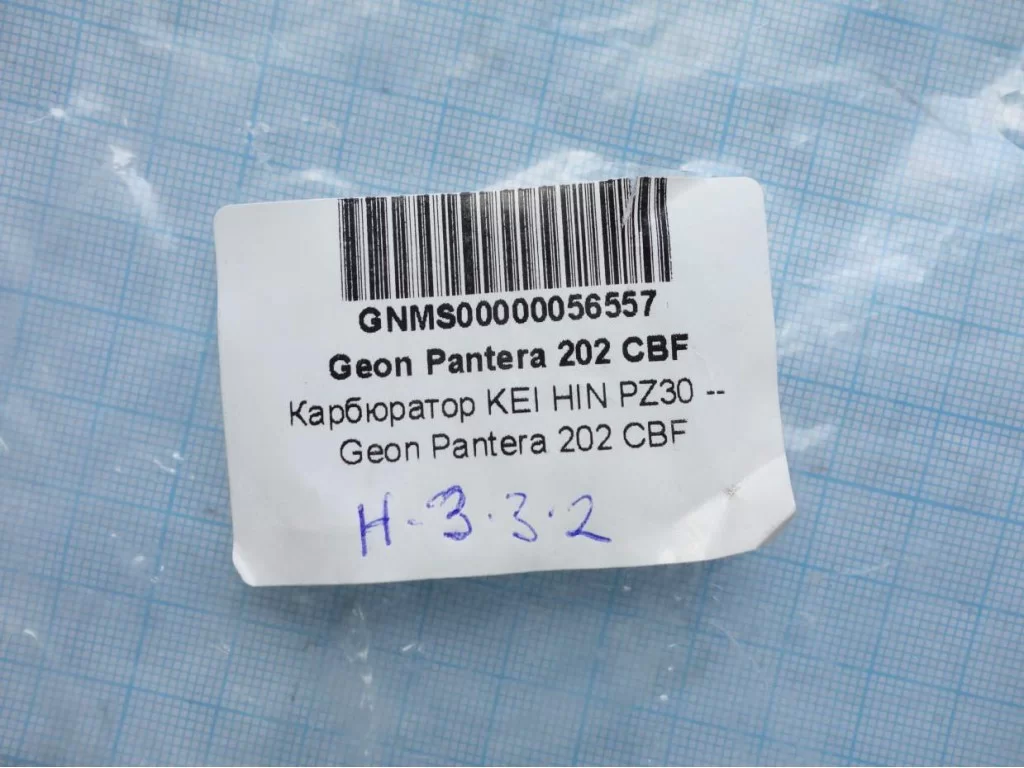 GNMS00000056557
Geon Pantera 202 CBF
Карбюратор KEI HIN PZ30 --
Geon Pantera 202 CBF
Н-3.3.2